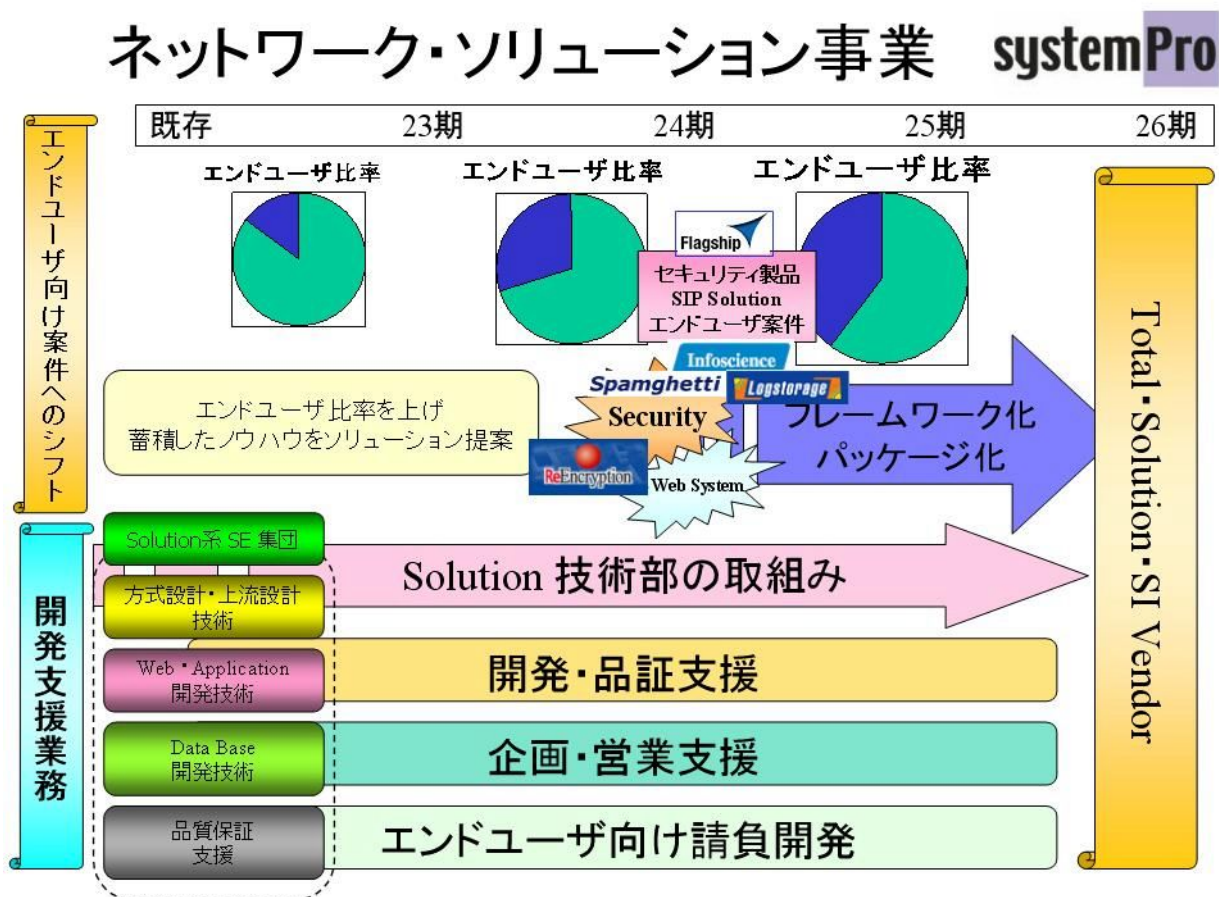 ネットワーク・ソリューション事業
systemPro
既存 23期 24期 25期 26期
エンドユーザ向け案件へのシフト
エンドユーザ比率
エンドユーザ比率
エンドユーザ比率
Flagship
セキュリティ製品
SIP Solution
エンドユーザ案件
Infoscience
Spamghetti
Logstorage
Security
ReEncryption
Web System
エンドユーザ比率を上げ
蓄積したノウハウをソリューション提案
フレームワーク化
パッケージ化
Total・Solution・SI Vendor
開発支援業務
Solution系 SE 集団
方式設計・上流設計
技術
Web・Application
開発技術
Data Base
開発技術
品質保証
支援
Solution 技術部の取組み
開発・品証支援
企画・営業支援
エンドユーザ向け請負開発